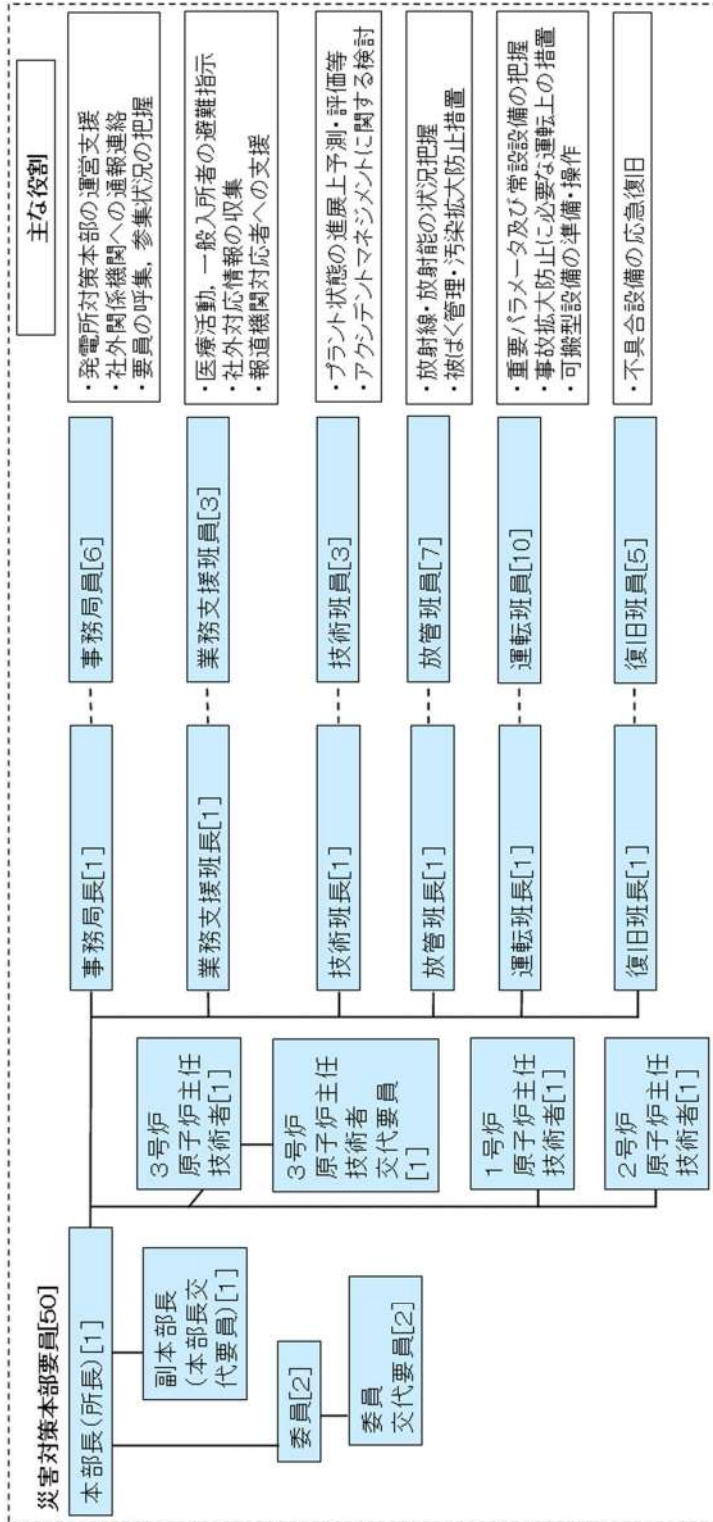 災害対策本部要員[50]
本部長(所長)[1]
副本部長
(本部長交
代要員)[1]
委員[2]
委員
交代要員[2]
3号炉
原子炉主任
技術者[1]
3号炉
原子炉主任
技術者
交代要員
[1]
1号炉
原子炉主任
技術者[1]
2号炉
原子炉主任
技術者[1]
主な役割
事務局長[1]
事務局員[6]
・発電所対策本部の運営支援
・社外関係機関への通報連絡
・要員の呼集，参集状況の把握
業務支援班長[1]
業務支援班員[3]
・医療活動，一般入所者の避難指示
・社外対応情報の収集
・報道機関対応者への支援
技術班長[1]
技術班員[3]
・プラント状態の進展上予測・評価等
・アクシデントマネジメントに関する検討
放管班長[1]
放管班員[7]
・放射線・放射能の状況把握
・被ばく管理・汚染拡大防止措置
運転班長[1]
運転班員[10]
・重要パラメータ及び常設設備の把握
・事故拡大防止に必要な運転上の措置
・可搬型設備の準備・操作
復旧班長[1]
復旧班員[5]
・不具合設備の応急復旧